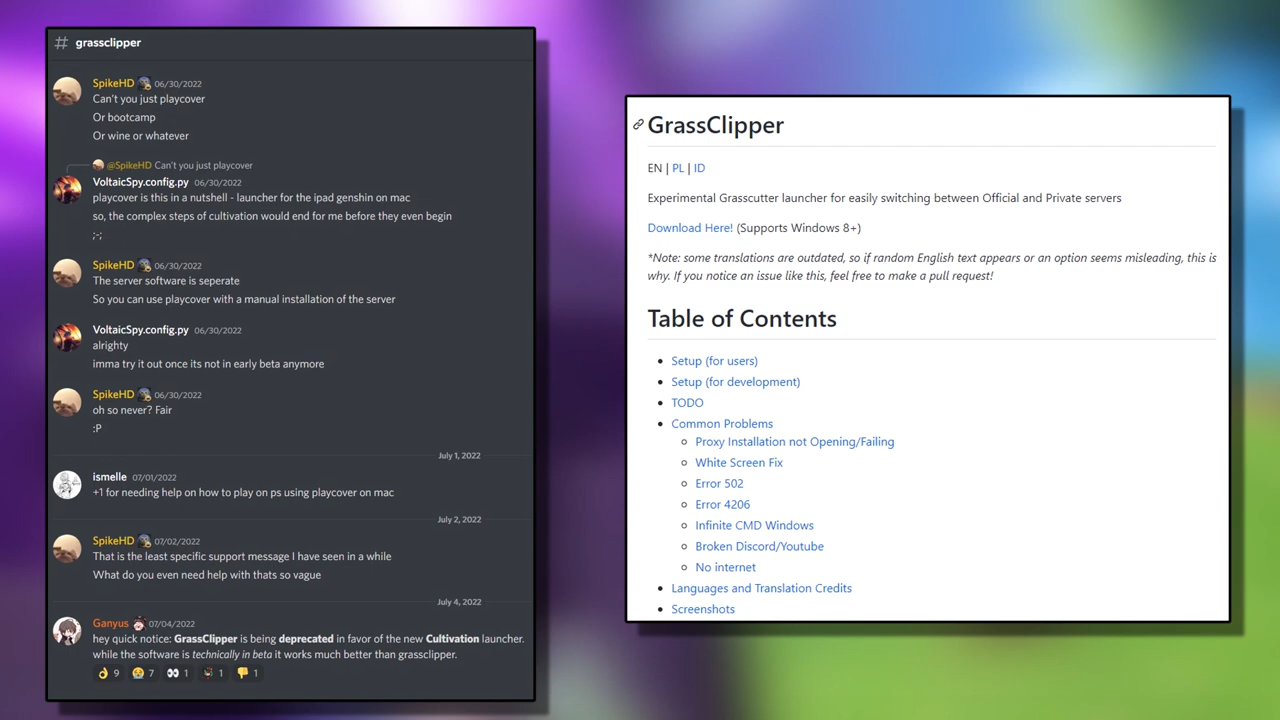 # grassclipper
SpikeHD 06/30/2022
Can't you just playcover
Or bootcamp
Or wine or whatever
@SpikeHD Can't you just playcover
VoltaicSpy.config.py 06/30/2022
playcover is this in a nutshell - launcher for the ipad genshin on mac
so, the complex steps of cultivation would end for me before they even begin
;-;
SpikeHD 06/30/2022
The server software is seperate
So you can use playcover with a manual installation of the server
VoltaicSpy.config.py 06/30/2022
alrighty
imma try it out once its not in early beta anymore
SpikeHD 06/30/2022
oh so never? Fair
:P
July 1, 2022
ismelle 07/01/2022
+1 for needing help on how to play on ps using playcover on mac
July 2, 2022
SpikeHD 07/02/2022
That is the least specific support message I have seen in a while
What do you even need help with thats so vague
July 4, 2022
Ganyus 07/04/2022
hey quick notice: GrassClipper is being deprecated in favor of the new Cultivation launcher.
while the software is technically in beta it works much better than grassclipper.
👌 9 😢 7 👀 1 1 👎 1
GrassClipper
EN | PL | ID
Experimental Grasscutter launcher for easily switching between Official and Private servers
Download Here! (Supports Windows 8+)
*Note: some translations are outdated, so if random English text appears or an option seems misleading, this is
why. If you notice an issue like this, feel free to make a pull request!
Table of Contents
• Setup (for users)
• Setup (for development)
• TODO
• Common Problems
○ Proxy Installation not Opening/Failing
○ White Screen Fix
○ Error 502
○ Error 4206
○ Infinite CMD Windows
○ Broken Discord/Youtube
○ No internet
• Languages and Translation Credits
• Screenshots